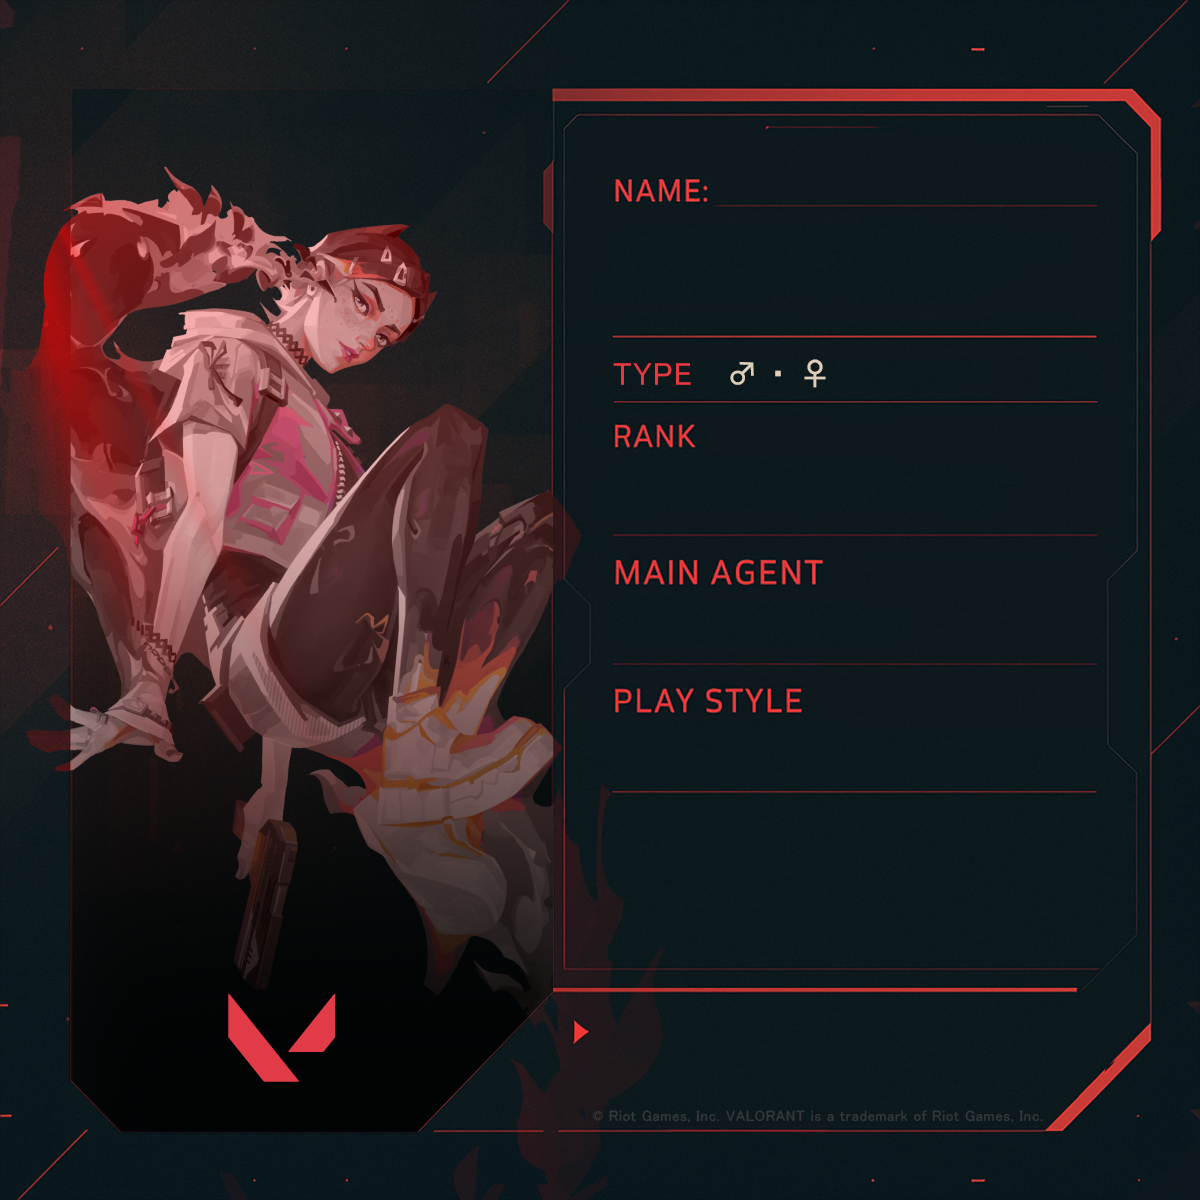 NAME:
TYPE ♂ · ♀
RANK
MAIN AGENT
PLAY STYLE
© Riot Games, Inc. VALORANT is a trademark of Riot Games, Inc.